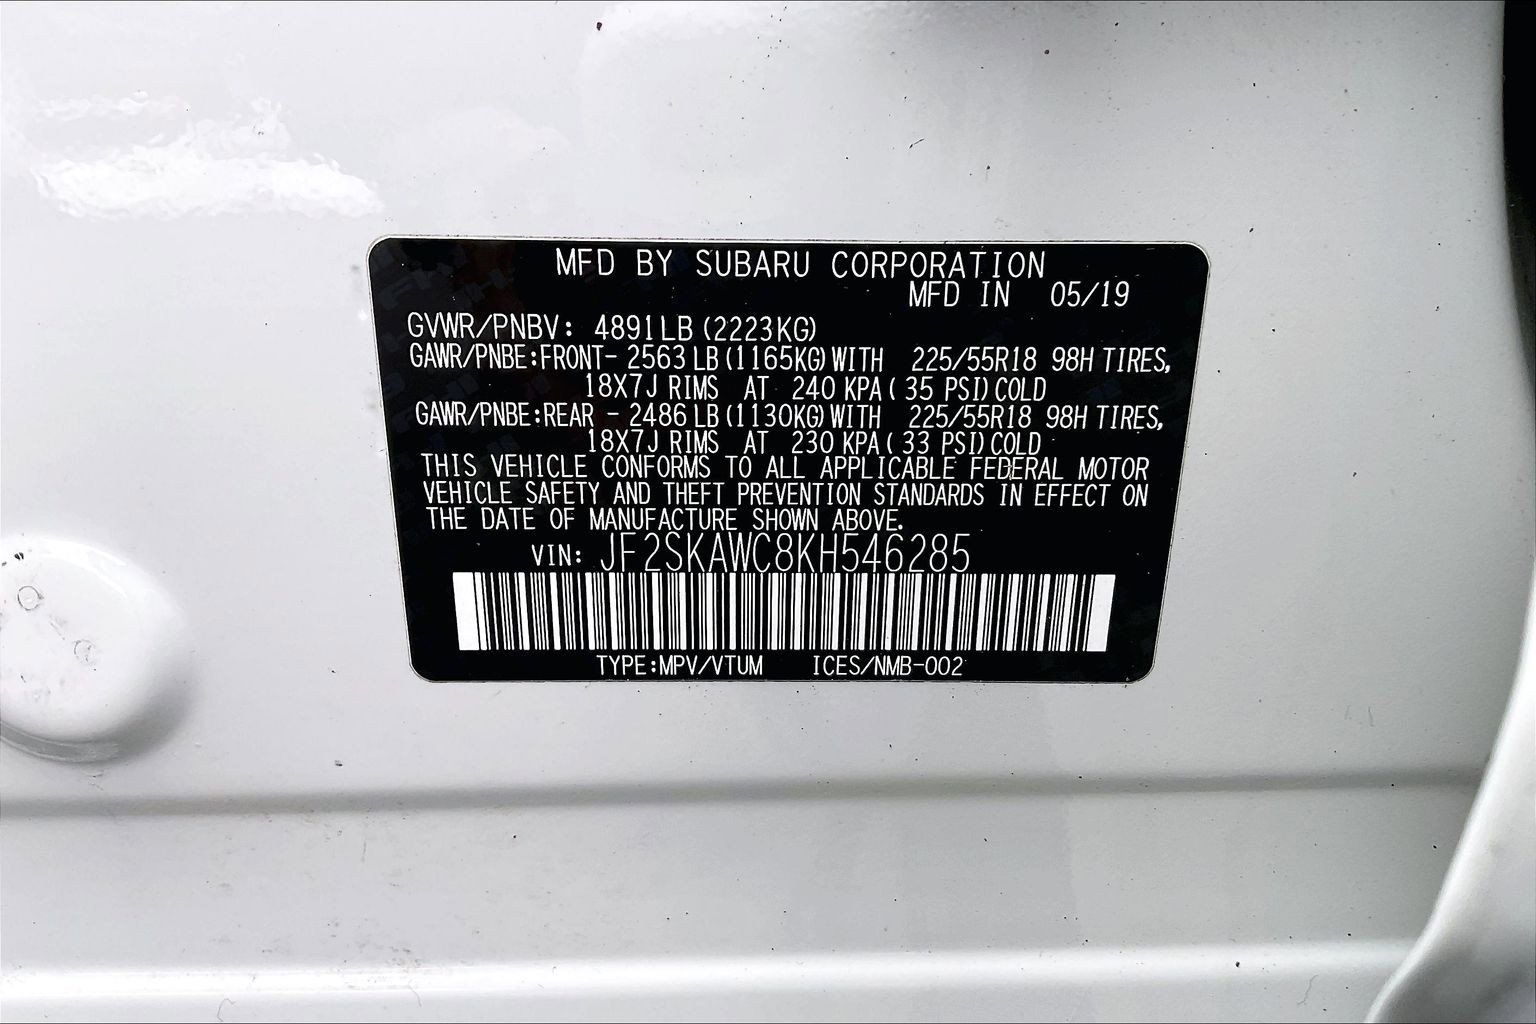 MFD BY SUBARU CORPORATION
MFD IN 05/19
GVWR/PNBV: 4891LB (2223KG)
GAWR/PNBE:FRONT- 2563 LB (1165KG) WITH 225/55R18 98H TIRES,
18X7J RIMS AT 240 KPA ( 35 PSI) COLD
GAWR/PNBE:REAR - 2486 LB (1130KG) WITH 225/55R18 98H TIRES,
18X7J RIMS AT 230 KPA ( 33 PSI) COLD
THIS VEHICLE CONFORMS TO ALL APPLICABLE FEDERAL MOTOR
VEHICLE SAFETY AND THEFT PREVENTION STANDARDS IN EFFECT ON
THE DATE OF MANUFACTURE SHOWN ABOVE.
VIN: JF2SKAWC8KH546285
TYPE:MPV/VTUM ICES/NMB-002